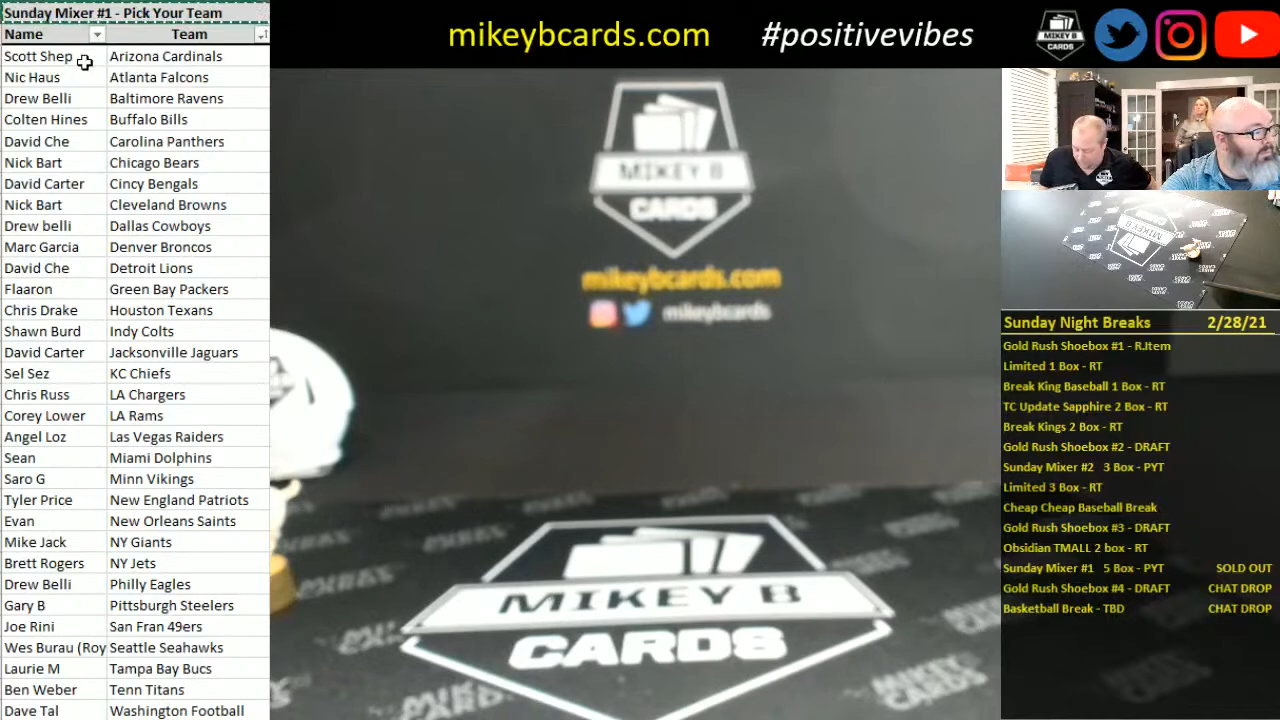 Sunday Mixer #1 - Pick Your Team
Name Team
Scott Shep Arizona Cardinals
Nic Haus Atlanta Falcons
Drew Belli Baltimore Ravens
Colten Hines Buffalo Bills
David Che Carolina Panthers
Nick Bart Chicago Bears
David Carter Cincy Bengals
Nick Bart Cleveland Browns
Drew belli Dallas Cowboys
Marc Garcia Denver Broncos
David Che Detroit Lions
Flaaron Green Bay Packers
Chris Drake Houston Texans
Shawn Burd Indy Colts
David Carter Jacksonville Jaguars
Sel Sez KC Chiefs
Chris Russ LA Chargers
Corey Lower LA Rams
Angel Loz Las Vegas Raiders
Sean Miami Dolphins
Saro G Minn Vikings
Tyler Price New England Patriots
Evan New Orleans Saints
Mike Jack NY Giants
Brett Rogers NY Jets
Drew Belli Philly Eagles
Gary B Pittsburgh Steelers
Joe Rini San Fran 49ers
Wes Burau (Roy Seattle Seahawks
Laurie M Tampa Bay Bucs
Ben Weber Tenn Titans
Dave Tal Washington Football
mikeybcards.com #positivevibes
MIKEY B
CARDS
MIKEY B
CARDS
mikeybcards.com
mikeybcards
MIKEY B
CARDS
Sunday Night Breaks 2/28/21
Gold Rush Shoebox #1 - R.Item
Limited 1 Box - RT
Break King Baseball 1 Box - RT
TC Update Sapphire 2 Box - RT
Break Kings 2 Box - RT
Gold Rush Shoebox #2 - DRAFT
Sunday Mixer #2 3 Box - PYT
Limited 3 Box - RT
Cheap Cheap Baseball Break
Gold Rush Shoebox #3 - DRAFT
Obsidian TMALL 2 box - RT
Sunday Mixer #1 5 Box - PYT SOLD OUT
Gold Rush Shoebox #4 - DRAFT CHAT DROP
Basketball Break - TBD CHAT DROP